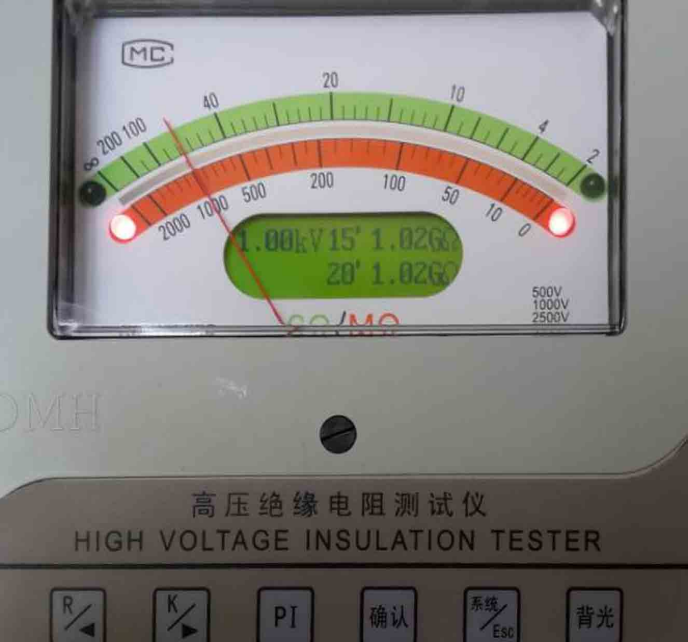 MC
∞ 200 100 40 20 10 4 2
2000 1000 500 200 100 50 10 0
1.00kV 15' 1.02GΩ
20' 1.02GΩ
500V
1000V
2500V
GΩ/MΩ
高压绝缘电阻测试仪
HIGH VOLTAGE INSULATION TESTER
R/◀ K/▶ PI 确认 系统/Esc 背光